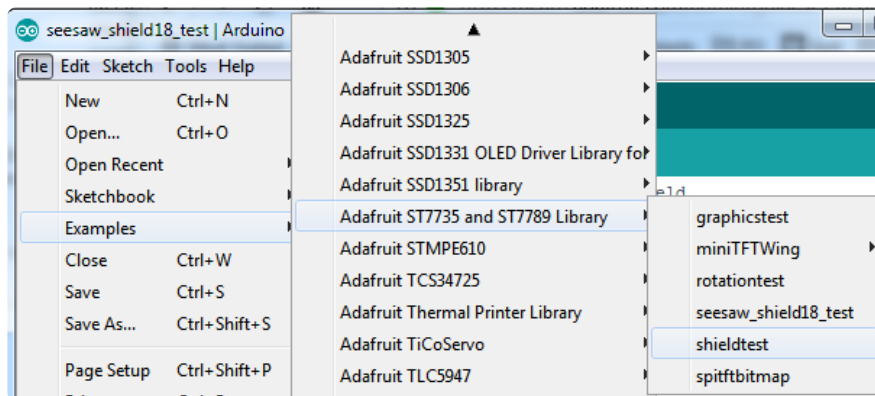 seesaw_shield18_test | Arduino
File Edit Sketch Tools Help
New Ctrl+N
Open... Ctrl+O
Open Recent
Sketchbook
Examples
Close Ctrl+W
Save Ctrl+S
Save As... Ctrl+Shift+S
Page Setup Ctrl+Shift+P
Adafruit SSD1305
Adafruit SSD1306
Adafruit SSD1325
Adafruit SSD1331 OLED Driver Library for
Adafruit SSD1351 library
Adafruit ST7735 and ST7789 Library
Adafruit STMPE610
Adafruit TCS34725
Adafruit Thermal Printer Library
Adafruit TiCoServo
Adafruit TLC5947
graphicstest
miniTFTWing
rotationtest
seesaw_shield18_test
shieldtest
spitftbitmap